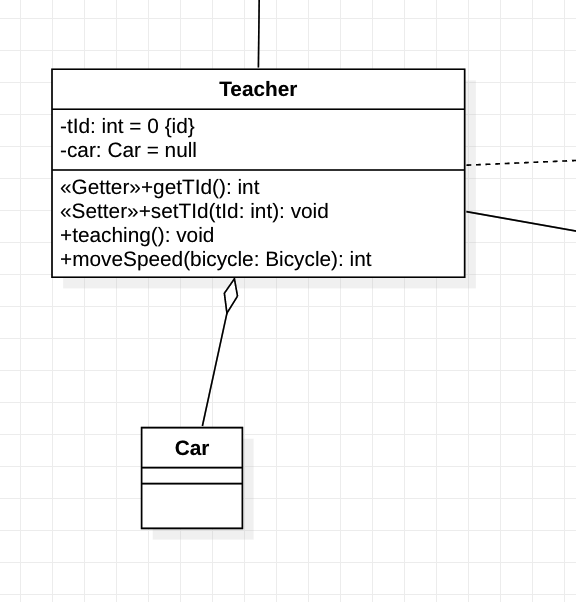 Teacher
-tId: int = 0 {id}
-car: Car = null
«Getter»+getTId(): int
«Setter»+setTId(tId: int): void
+teaching(): void
+moveSpeed(bicycle: Bicycle): int
Car